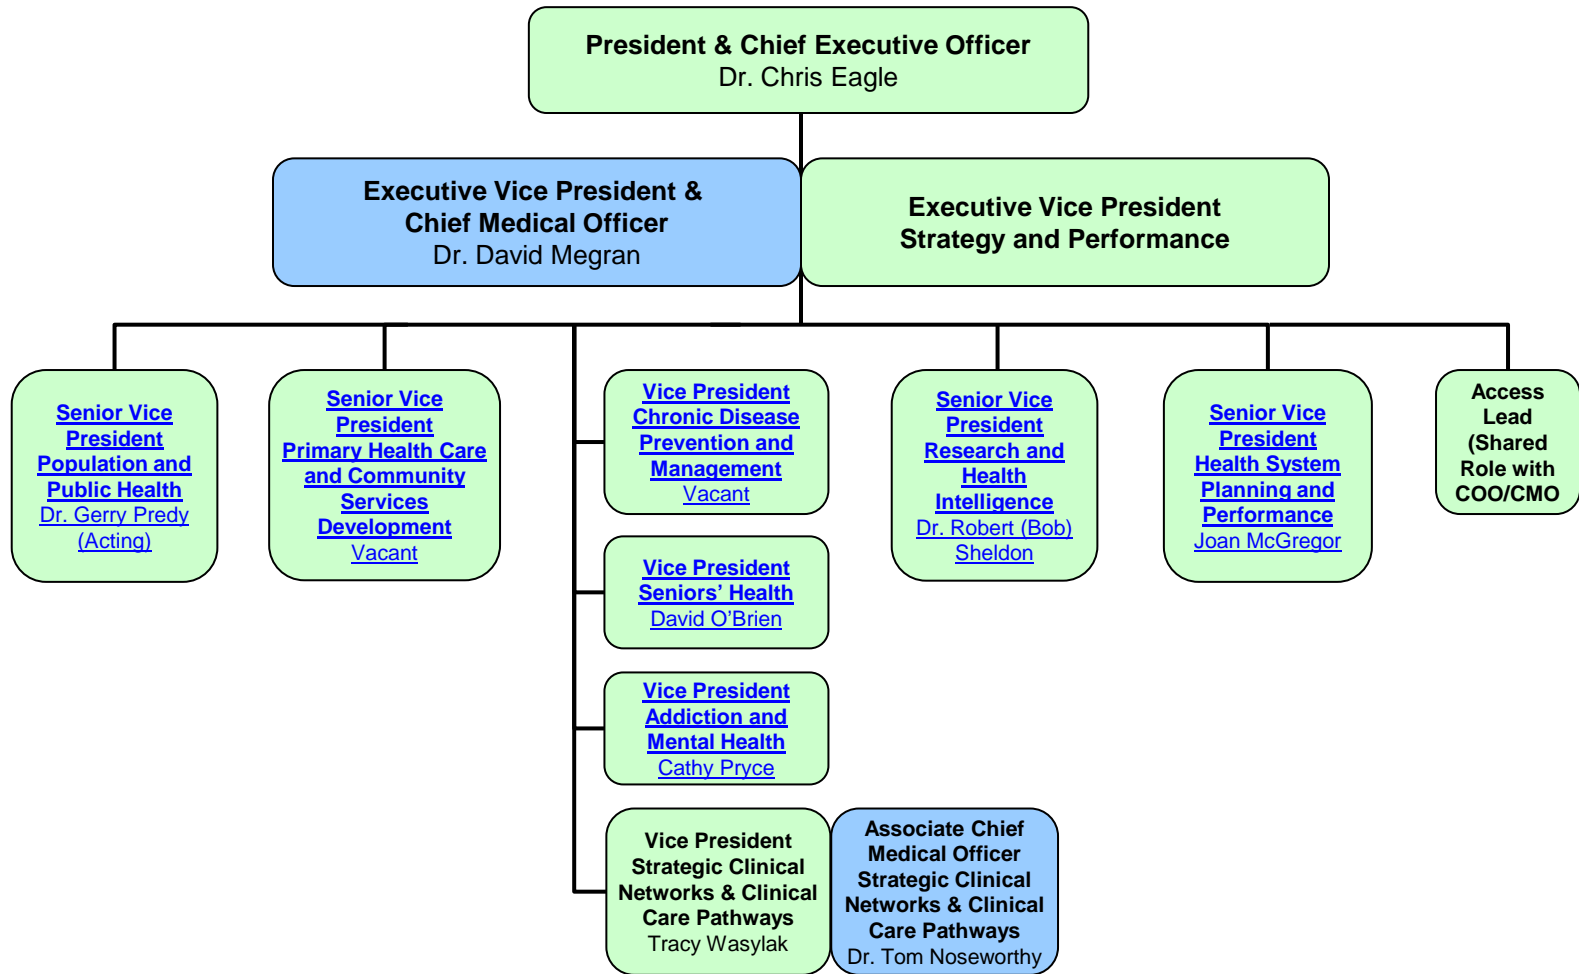 President & Chief Executive Officer
Dr. Chris Eagle
Executive Vice President &
Chief Medical Officer
Dr. David Megran
Executive Vice President
Strategy and Performance
Senior Vice
President
Population and
Public Health
Dr. Gerry Predy
(Acting)
Senior Vice
President
Primary Health Care
and Community
Services
Development
Vacant
Vice President
Chronic Disease
Prevention and
Management
Vacant
Senior Vice
President
Research and
Health
Intelligence
Dr. Robert (Bob)
Sheldon
Senior Vice
President
Health System
Planning and
Performance
Joan McGregor
Access
Lead
(Shared
Role with
COO/CMO
Vice President
Seniors’ Health
David O’Brien
Vice President
Addiction and
Mental Health
Cathy Pryce
Vice President
Strategic Clinical
Networks & Clinical
Care Pathways
Tracy Wasylak
Associate Chief
Medical Officer
Strategic Clinical
Networks & Clinical
Care Pathways
Dr. Tom Noseworthy